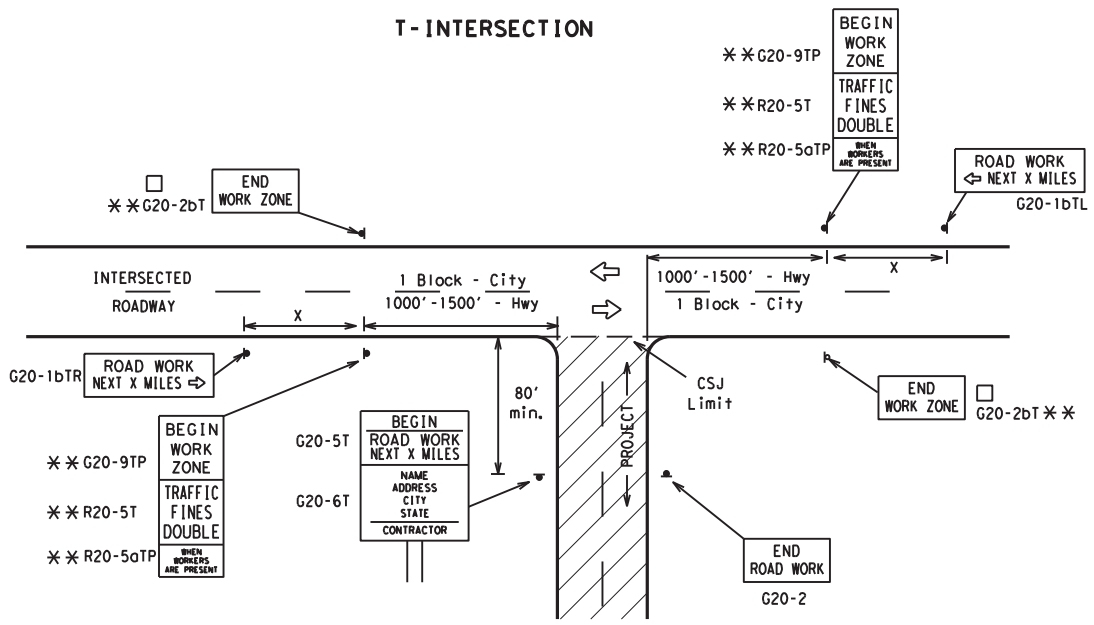 T-INTERSECTION
BEGIN
WORK
ZONE
** G20-9TP
TRAFFIC
FINES
DOUBLE
** R20-5T
WHEN
WORKERS
ARE PRESENT
** R20-5aTP
ROAD WORK
⇦ NEXT X MILES
G20-1bTL
END
WORK ZONE
□
** G20-2bT
INTERSECTED
ROADWAY
1 Block - City
1000'-1500' - Hwy
1000'-1500' - Hwy
1 Block - City
X
X
ROAD WORK
NEXT X MILES ⇨
G20-1bTR
80'
min.
CSJ
Limit
PROJECT
END
WORK ZONE
□
G20-2bT **
BEGIN
WORK
ZONE
** G20-9TP
TRAFFIC
FINES
DOUBLE
** R20-5T
WHEN
WORKERS
ARE PRESENT
** R20-5aTP
G20-5T
BEGIN
ROAD WORK
NEXT X MILES
G20-6T
NAME
ADDRESS
CITY
STATE
CONTRACTOR
END
ROAD WORK
G20-2